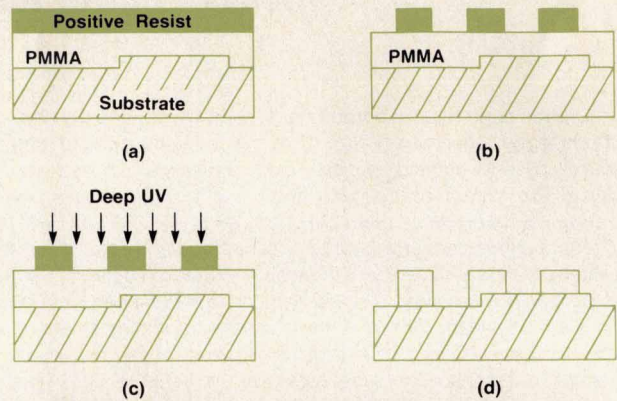 Positive Resist
PMMA
Substrate
(a)
PMMA
(b)
Deep UV
(c)
(d)